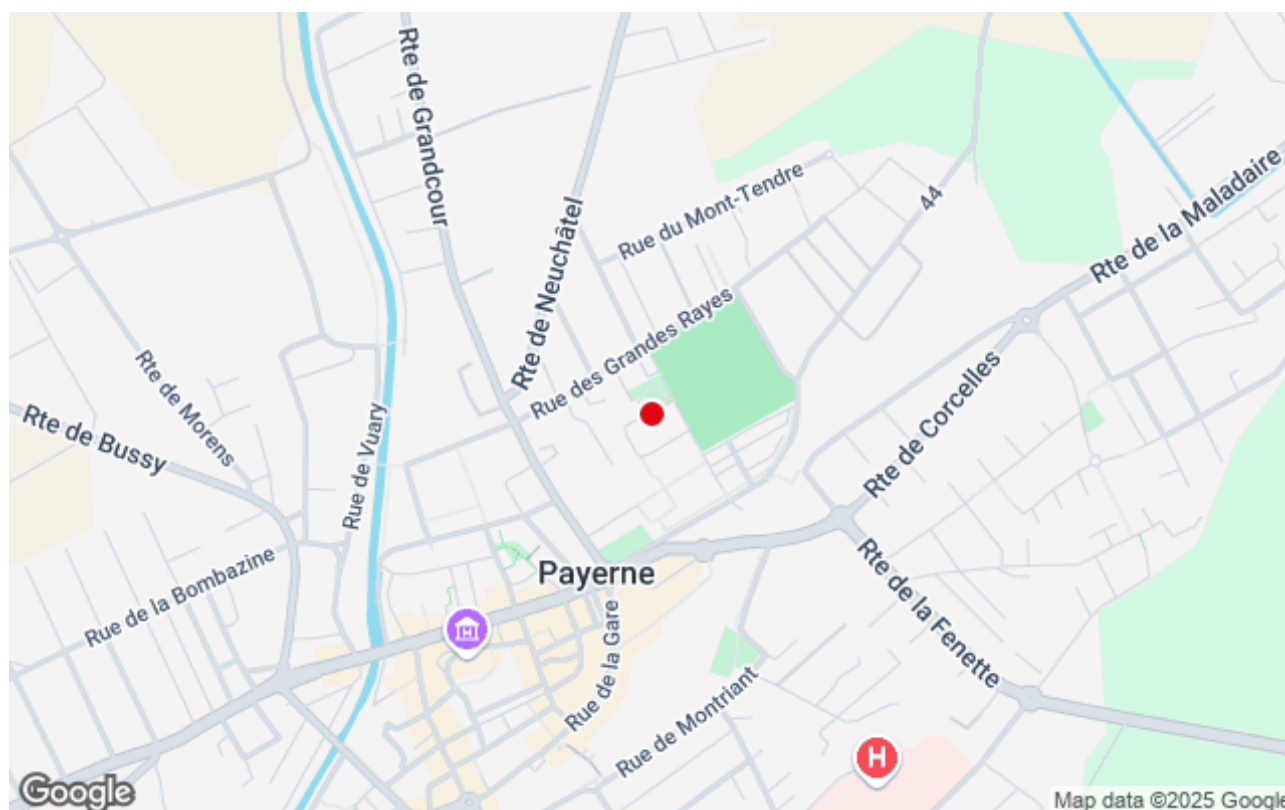 Rte de Grandcour
Rte de Neuchâtel
Rue du Mont-Tendre
44
Rte de la Maladaire
Rue des Grandes Rayes
Rte de Morens
Rte de Bussy
Rue de Vuary
Rte de Corcelles
Rue de la Bombazine
Payerne
Rte de la Fenette
Rue de la Gare
Rue de Montriant
H
Google
Map data ©2025 Google